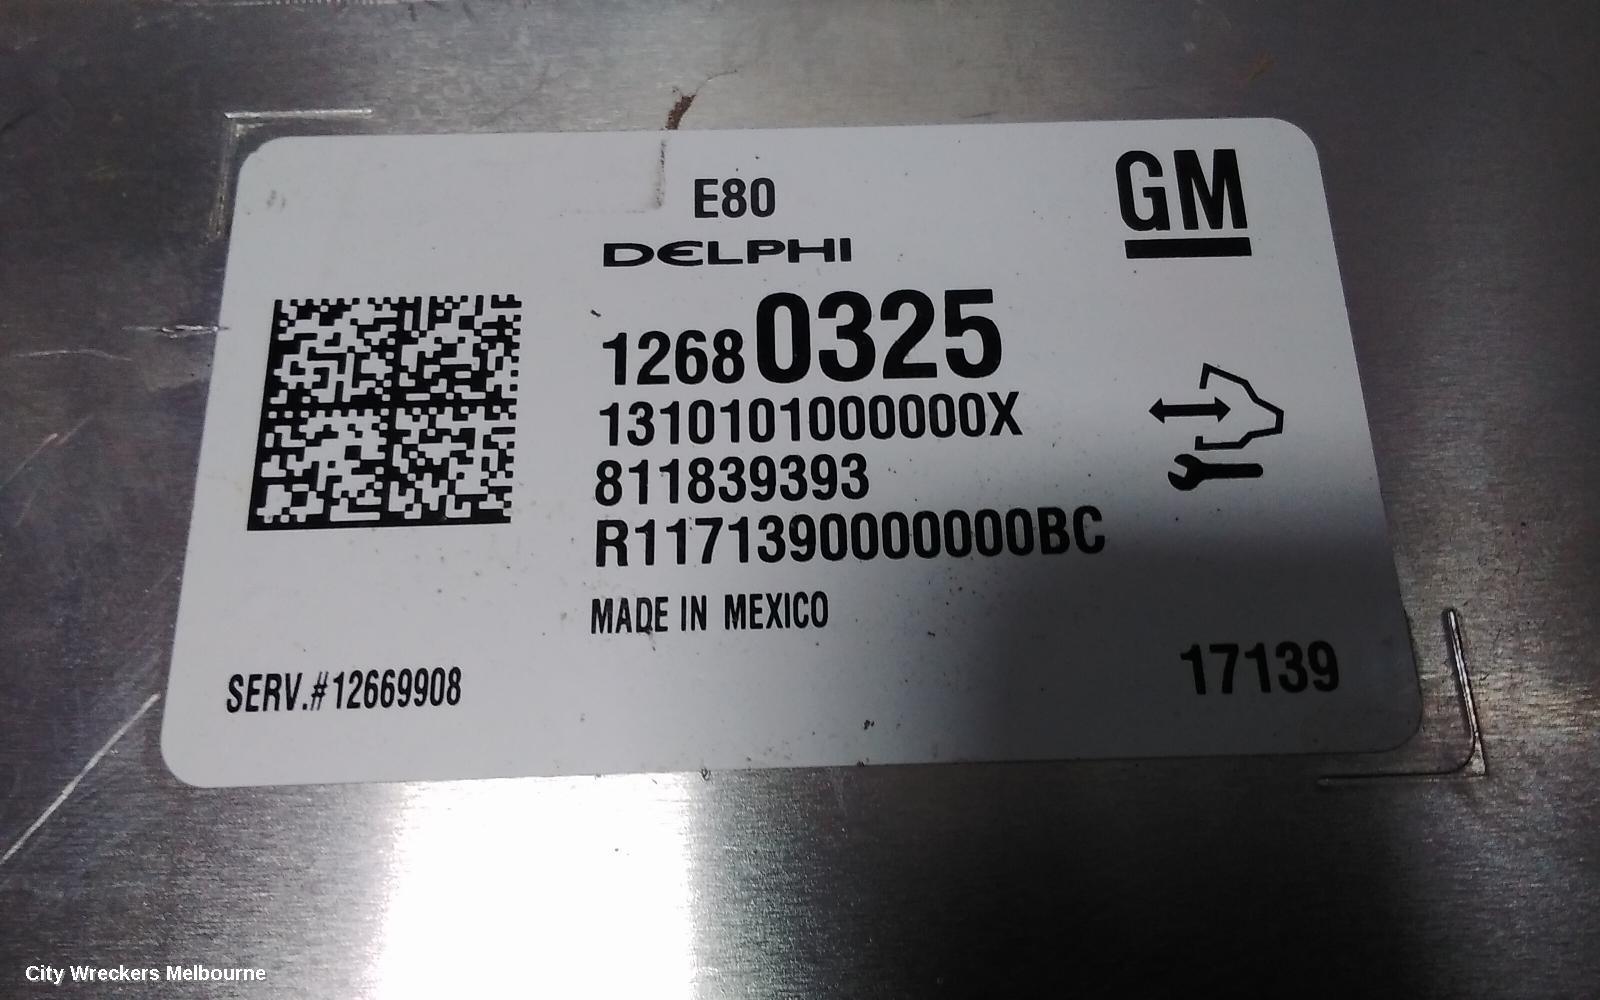 E80
GM
DELPHI
12680325
1310101000000X
811839393
R1171390000000BC
MADE IN MEXICO
17139
SERV.#12669908
City Wreckers Melbourne